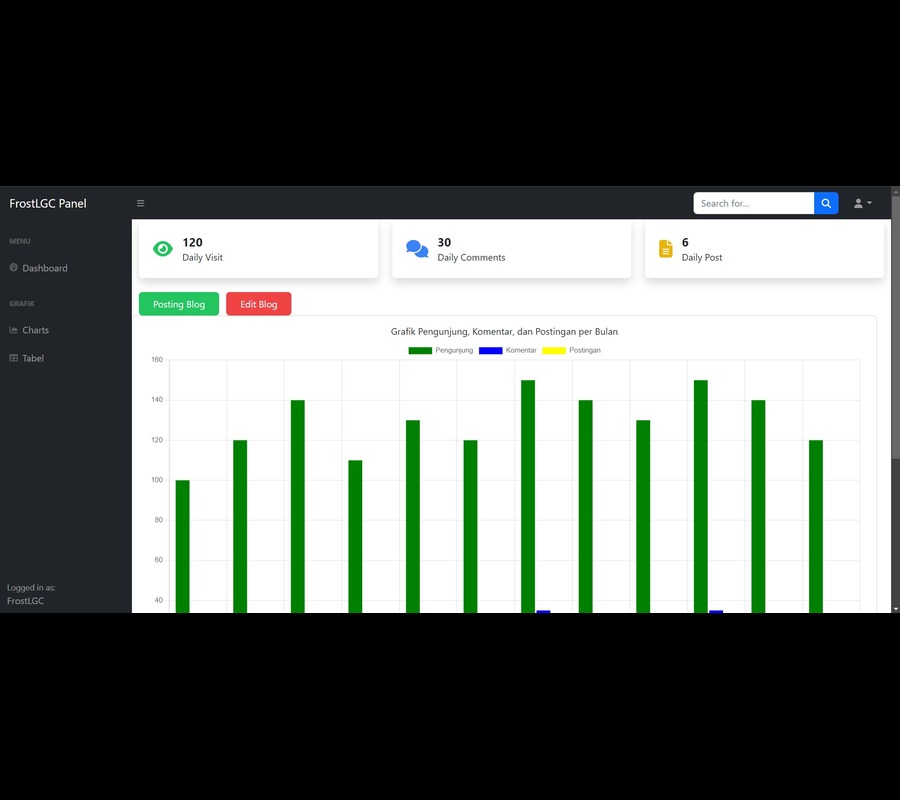 FrostLGC Panel
Search for...
MENU
Dashboard
GRAFIK
Charts
Tabel
Logged in as:
FrostLGC
120
Daily Visit
30
Daily Comments
6
Daily Post
Posting Blog
Edit Blog
Grafik Pengunjung, Komentar, dan Postingan per Bulan
Pengunjung Komentar Postingan
160
140
120
100
80
60
40